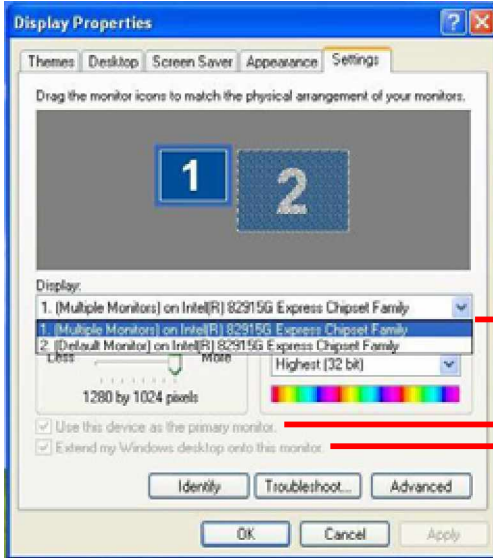 Display Properties
Themes Desktop Screen Saver Appearance Settings
Drag the monitor icons to match the physical arrangement of your monitors.
1 2
Display:
1. (Multiple Monitors) on Intel(R) 82915G Express Chipset Family
1. (Multiple Monitors) on Intel(R) 82915G Express Chipset Family
2. (Default Monitor) on Intel(R) 82915G Express Chipset Family
Less More Highest (32 bit)
1280 by 1024 pixels
Use this device as the primary monitor.
Extend my Windows desktop onto this monitor.
Identify Troubleshoot... Advanced
OK Cancel Apply